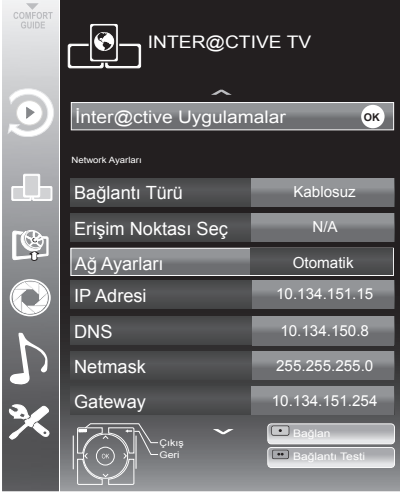 COMFORT
GUIDE
INTER@CTIVE TV
İnter@ctive Uygulamalar OK
Network Ayarları
Bağlantı Türü Kablosuz
Erişim Noktası Seç N/A
Ağ Ayarları Otomatik
IP Adresi 10.134.151.15
DNS 10.134.150.8
Netmask 255.255.255.0
Gateway 10.134.151.254
OK
Çıkış
Geri
Bağlan
Bağlantı Testi